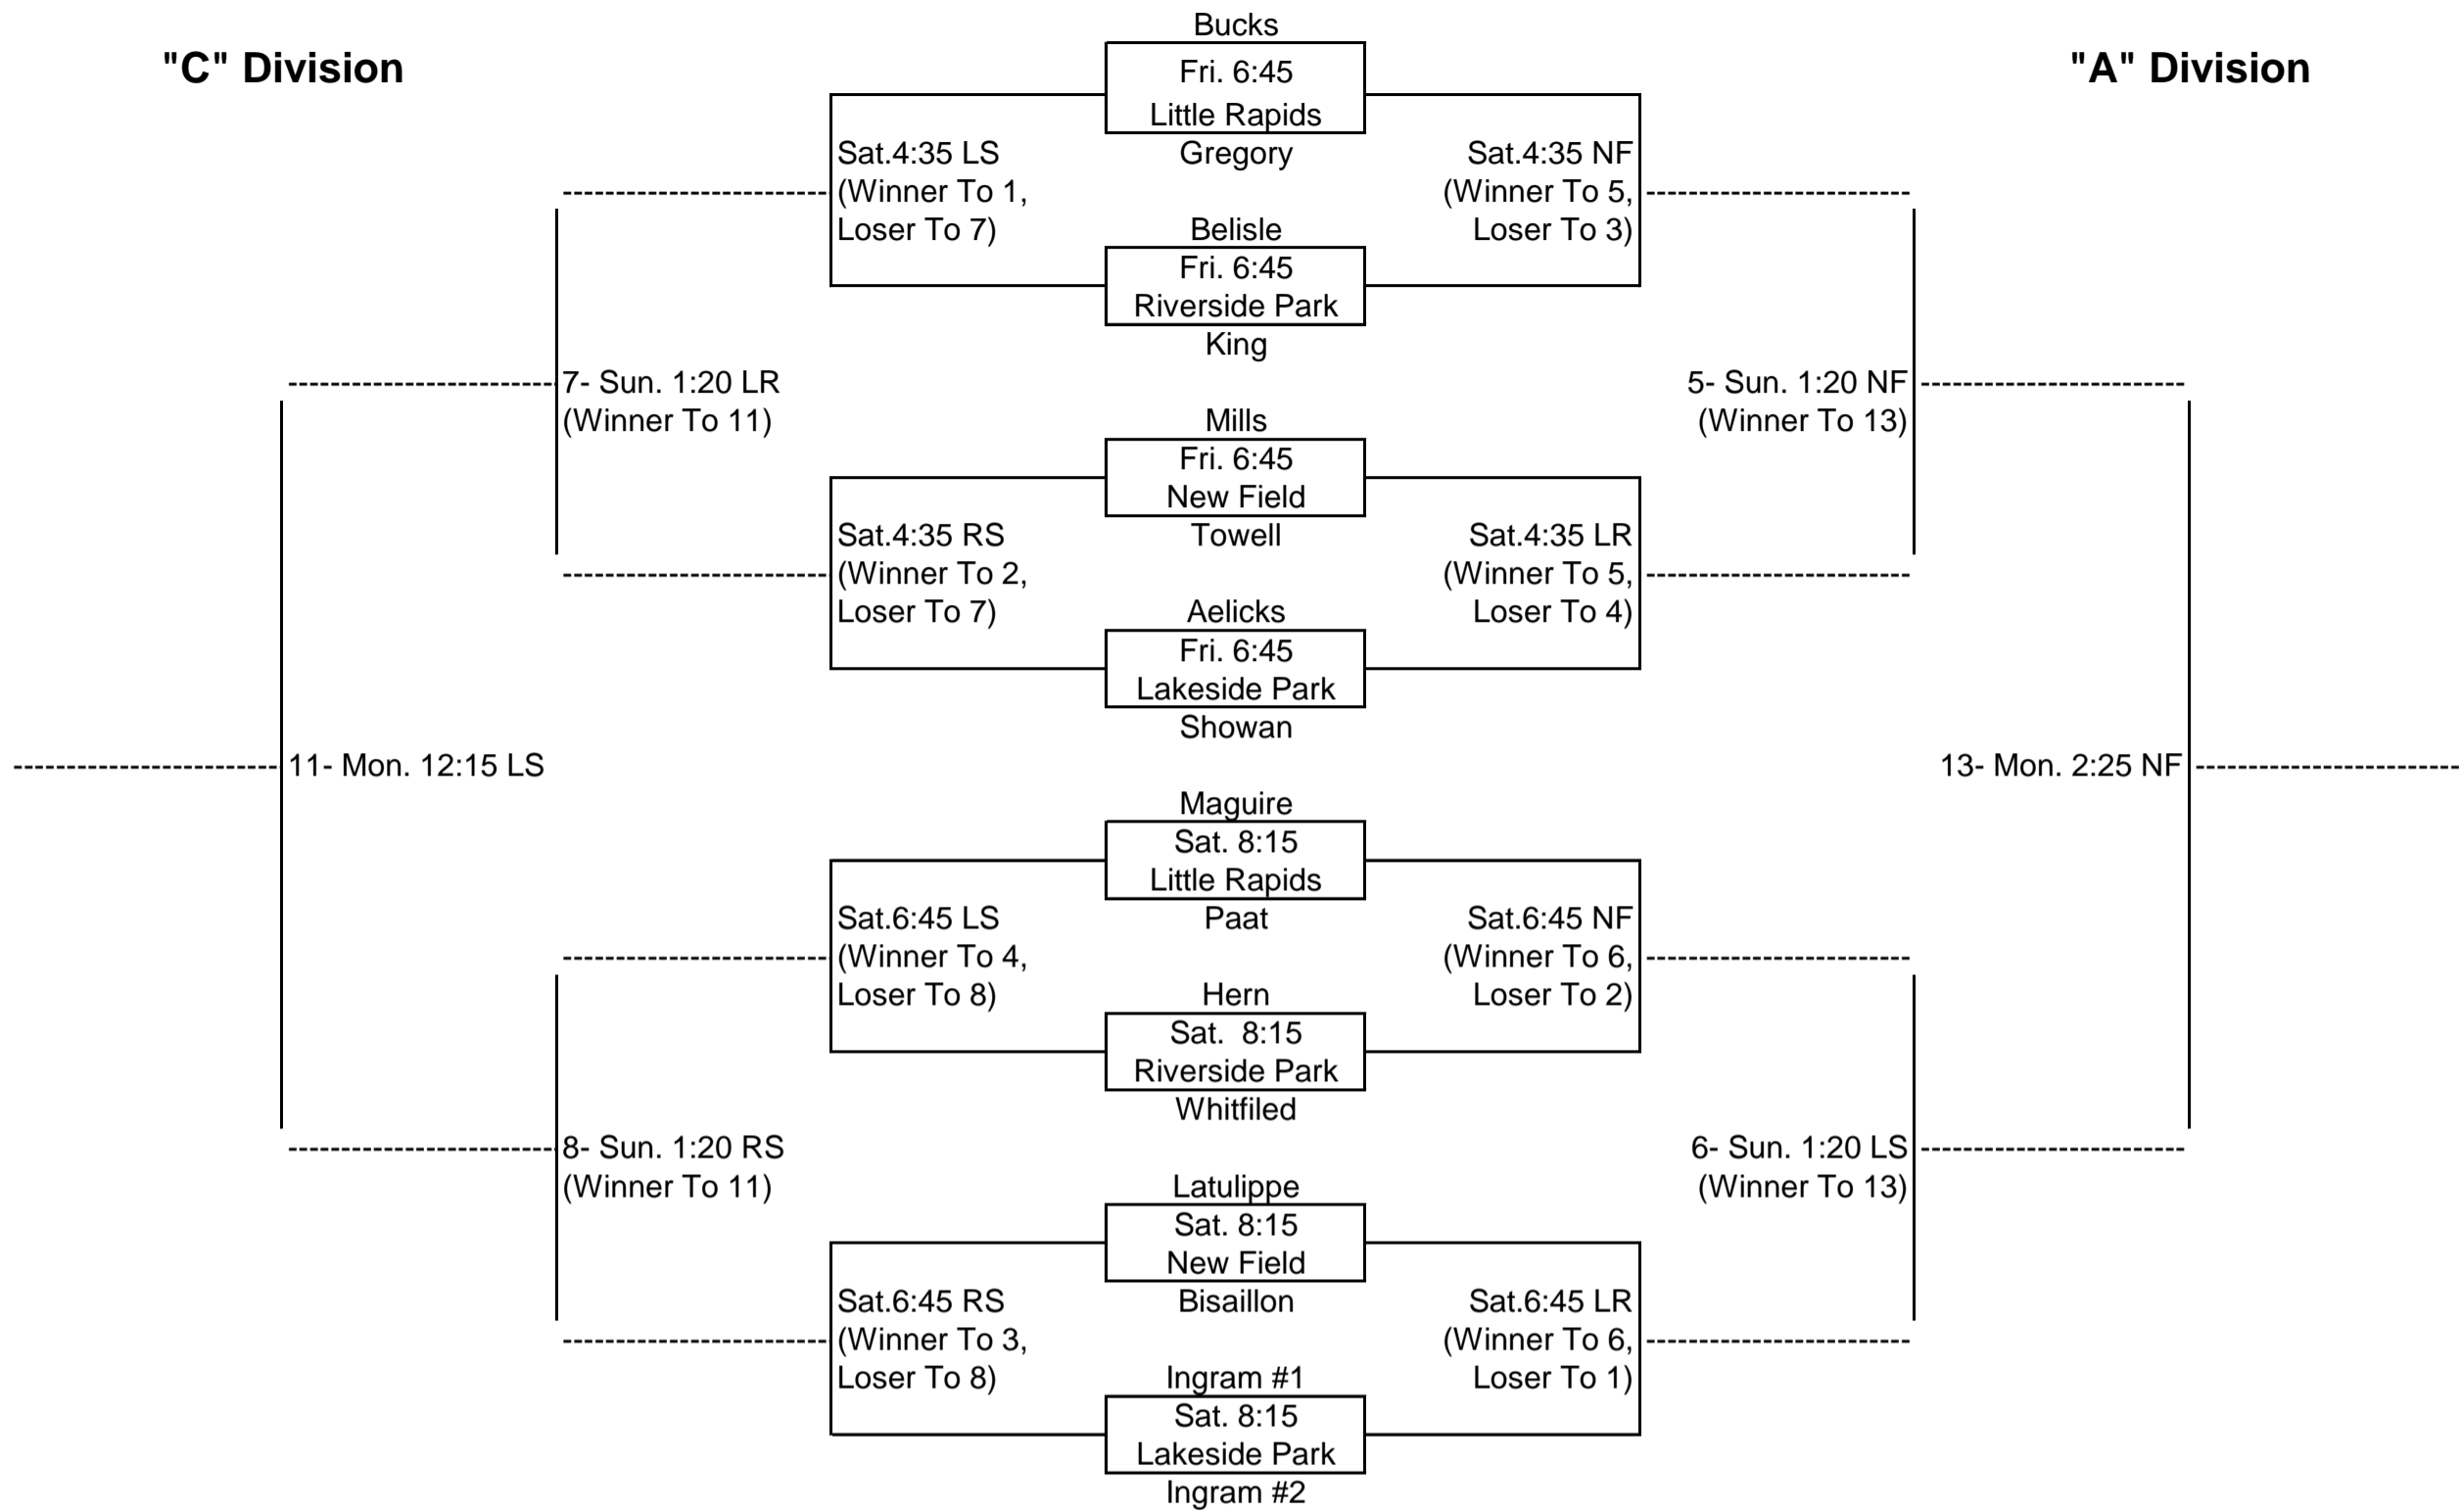 Bucks
"C" Division
"A" Division
Fri. 6:45
Little Rapids
Sat.4:35 LS
Gregory
Sat.4:35 NF
(Winner To 1,
(Winner To 5,
Loser To 7)
Belisle
Loser To 3)
Fri. 6:45
Riverside Park
King
7- Sun. 1:20 LR
5- Sun. 1:20 NF
(Winner To 11)
Mills
(Winner To 13)
Fri. 6:45
New Field
Sat.4:35 RS
Towell
Sat.4:35 LR
(Winner To 2,
(Winner To 5,
Loser To 7)
Aelicks
Loser To 4)
Fri. 6:45
Lakeside Park
Showan
11- Mon. 12:15 LS
13- Mon. 2:25 NF
Maguire
Sat. 8:15
Little Rapids
Sat.6:45 LS
Paat
Sat.6:45 NF
(Winner To 4,
(Winner To 6,
Loser To 8)
Hern
Loser To 2)
Sat.  8:15
Riverside Park
Whitfiled
8- Sun. 1:20 RS
6- Sun. 1:20 LS
(Winner To 11)
Latulippe
(Winner To 13)
Sat. 8:15
New Field
Sat.6:45 RS
Bisaillon
Sat.6:45 LR
(Winner To 3,
(Winner To 6,
Loser To 8)
Ingram #1
Loser To 1)
Sat. 8:15
Lakeside Park
Ingram #2